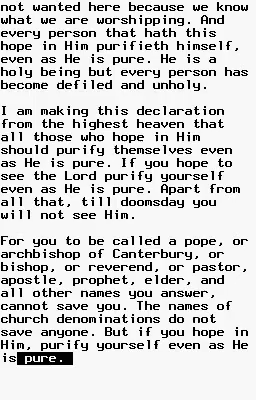 not wanted here because we know
what we are worshipping. And
every person that hath this
hope in Him purifieth himself,
even as He is pure. He is a
holy being but every person has
become defiled and unholy.

I am making this declaration
from the highest heaven that
all those who hope in Him
should purify themselves even
as He is pure. If you hope to
see the Lord purify yourself
even as He is pure. Apart from
all that, till doomsday you
will not see Him.

For you to be called a pope, or
archbishop of Canterbury, or
bishop, or reverend, or pastor,
apostle, prophet, elder, and
all other names you answer,
cannot save you. The names of
church denominations do not
save anyone. But if you hope in
Him, purify yourself even as He
is pure.